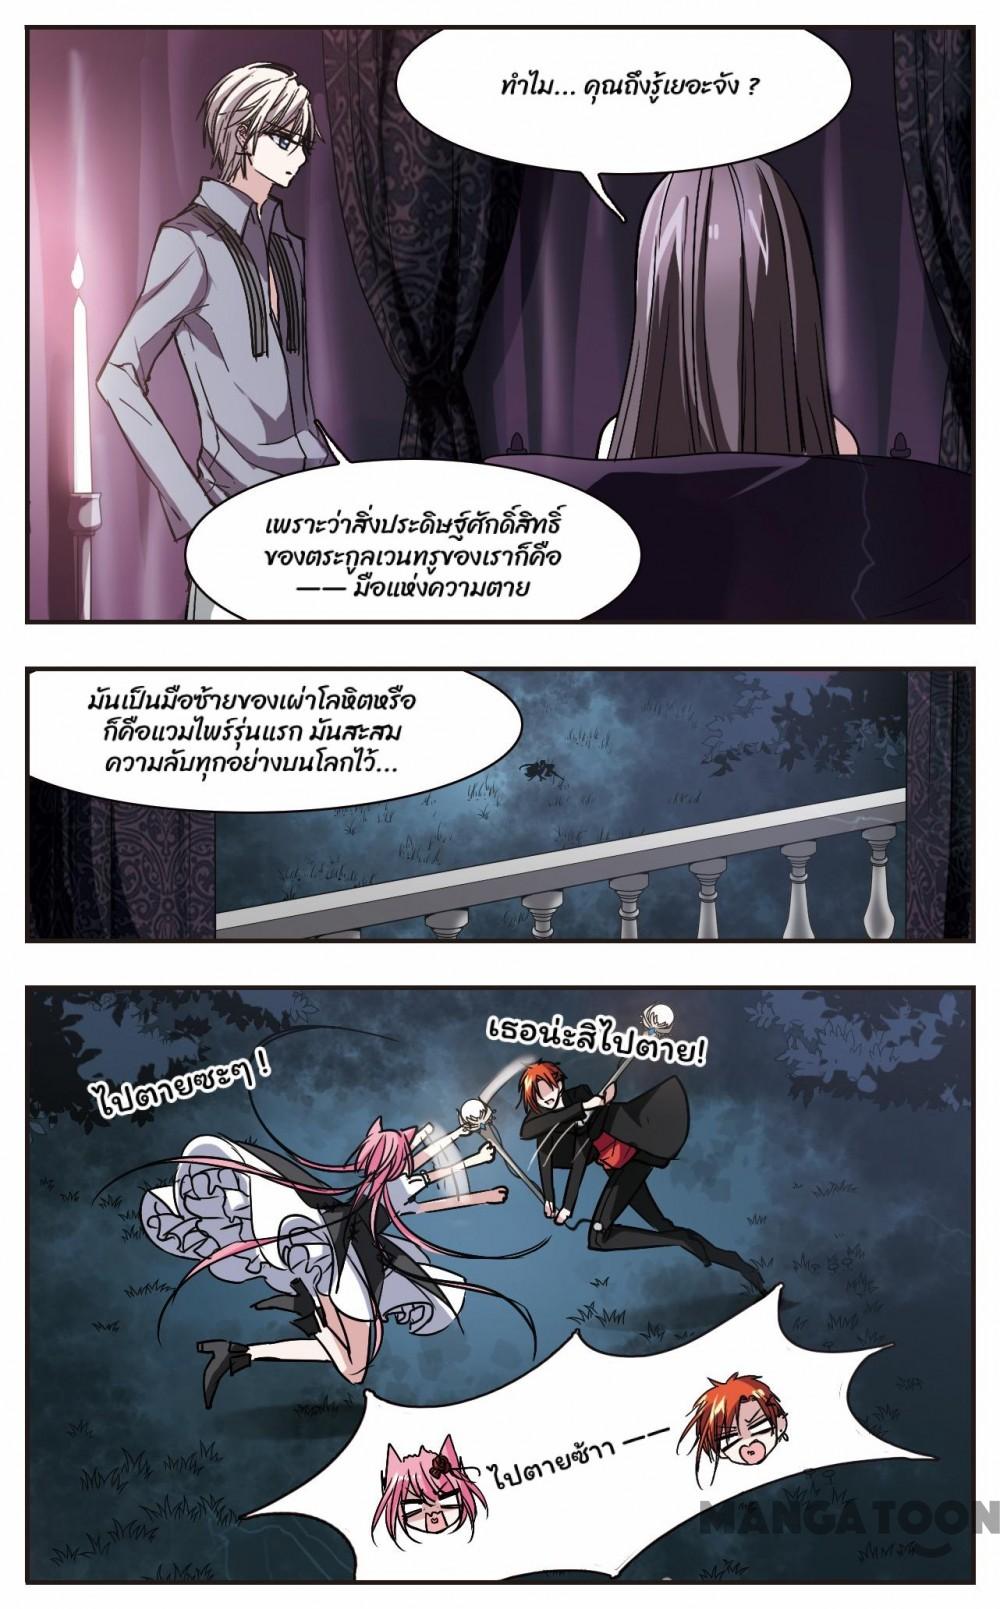 ทำไม... คุณถึงรู้เยอะจัง ?
เพราะว่าสิ่งประดิษฐ์ศักดิ์สิทธิ์
ของตระกูลเวนทรูของเราก็คือ
—— มือแห่งความตาย
มันเป็นมือซ้ายของเผ่าโลหิตหรือ
ก็คือแวมไพร์รุ่นแรก มันสะสม
ความลับทุกอย่างบนโลกไว้...
เธอน่ะสิไปตาย!
ไปตายซะๆ !
ไปตายซ้าา ——
MANGATOON